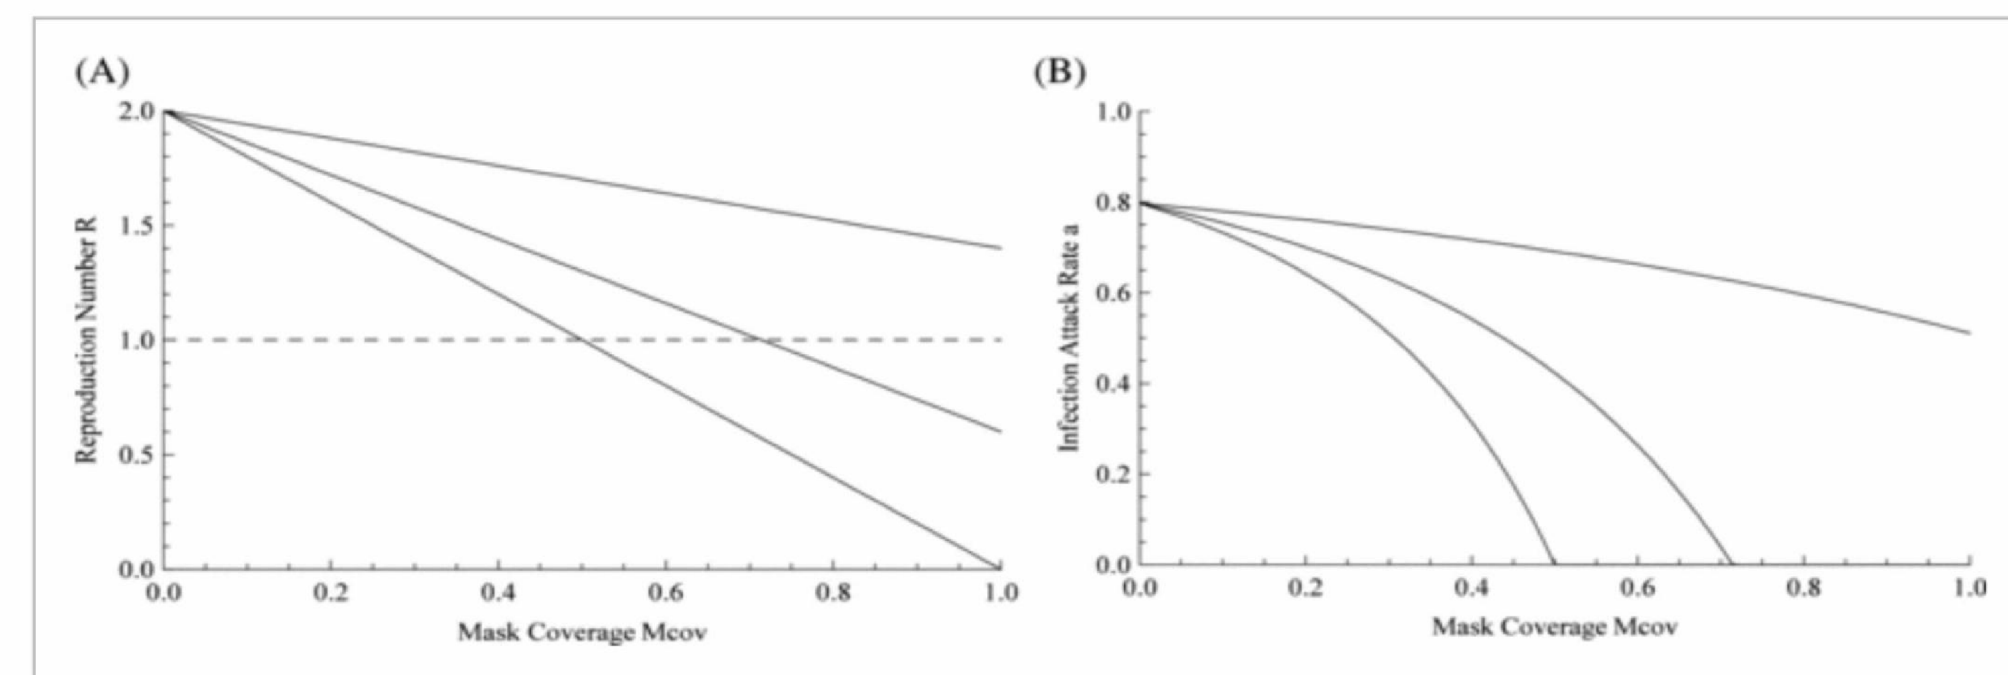 (A)
2.0
1.5
1.0
0.5
0.0
0.0 0.2 0.4 0.6 0.8 1.0
Reproduction Number R
Mask Coverage Mcov
(B)
1.0
0.8
0.6
0.4
0.2
0.0
0.0 0.2 0.4 0.6 0.8 1.0
Infection Attack Rate a
Mask Coverage Mcov